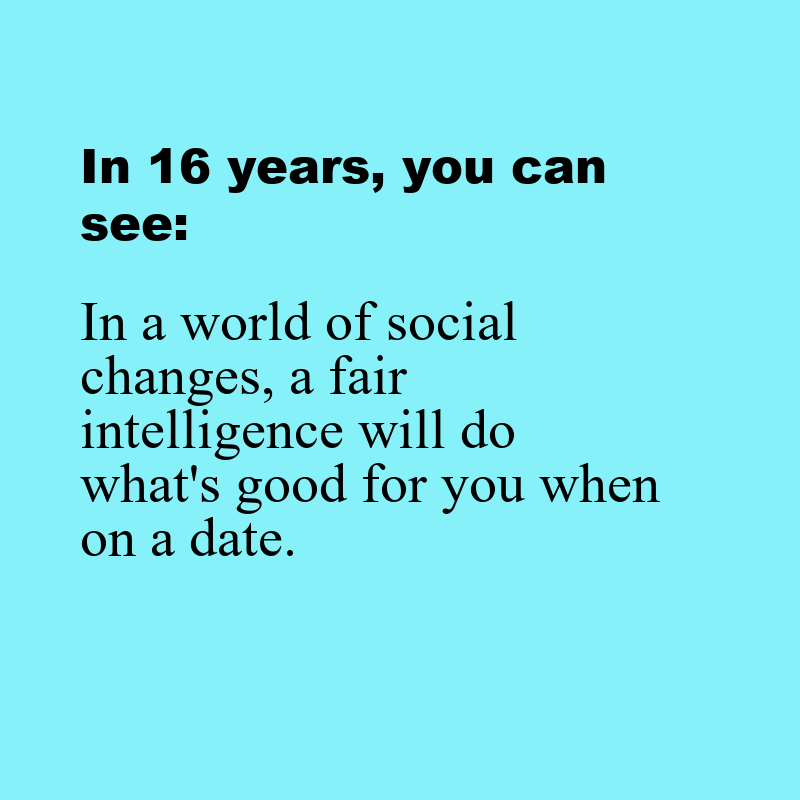 In 16 years, you can
see:
In a world of social
changes, a fair
intelligence will do
what's good for you when
on a date.